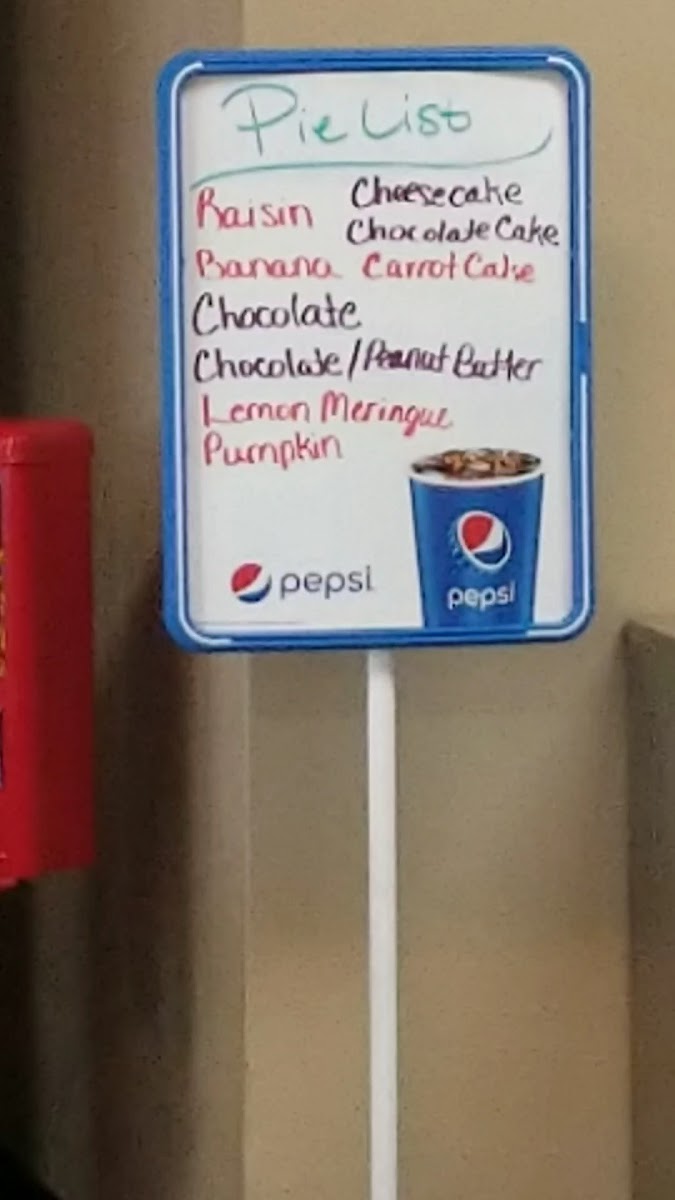 Pie List
Raisin
Banana
Chocolate
Chocolate/Peanut Butter
Lemon Meringue
Pumpkin
Cheesecake
Chocolate Cake
Carrot Cake
pepsi
pepsi